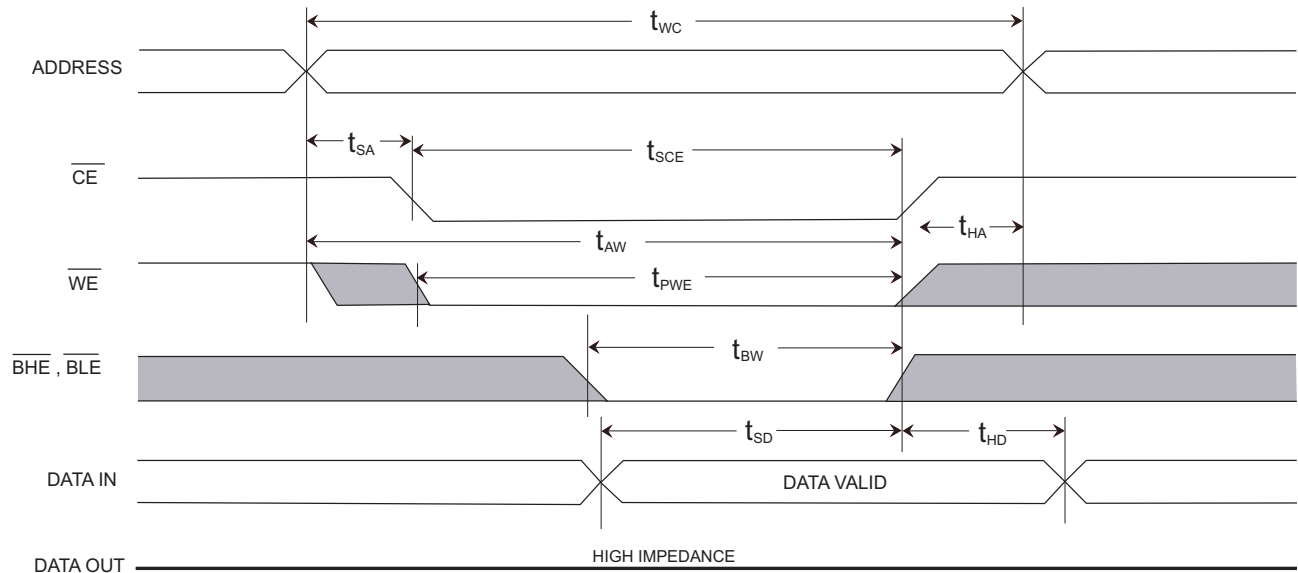 tWC
ADDRESS
tSA
tSCE
CE
tHA
tAW
WE
tPWE
BHE , BLE
tBW
tSD
tHD
DATA IN
DATA VALID
HIGH IMPEDANCE
DATA OUT